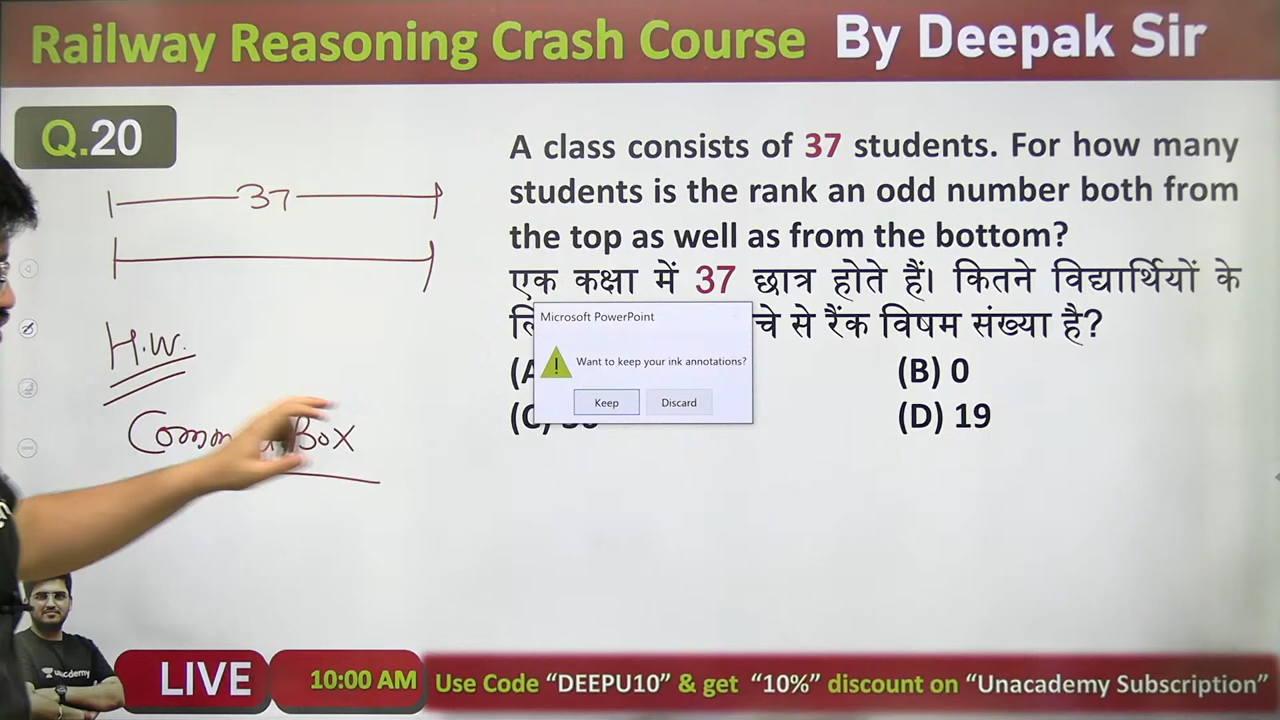 Railway Reasoning Crash Course By Deepak Sir
Q.20
37
H.W.
Box
A class consists of 37 students. For how many
students is the rank an odd number both from
the top as well as from the bottom?
एक कक्षा में 37 छात्र होते हैं। कितने विद्यार्थियों के
से रैंक विषम संख्या है?
Microsoft PowerPoint
Want to keep your ink annotations?
Keep
Discard
(B) 0
(D) 19
unacademy
LIVE
10:00 AM
Use Code “DEEPU10” & get “10%” discount on “Unacademy Subscription”